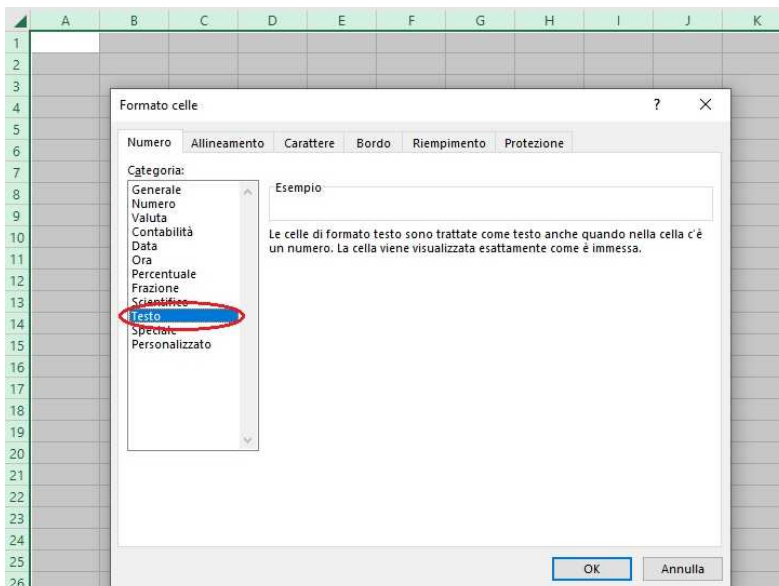 A B C D E F G H I J K
1
2
3
4
5
6
7
8
9
10
11
12
13
14
15
16
17
18
19
20
21
22
23
24
25
26
Formato celle ? X
Numero Allineamento Carattere Bordo Riempimento Protezione
Categoria:
Generale
Numero
Valuta
Contabilità
Data
Ora
Percentuale
Frazione
Scientifico
Testo
Speciale
Personalizzato
Esempio
Le celle di formato testo sono trattate come testo anche quando nella cella c'è
un numero. La cella viene visualizzata esattamente come è immessa.
OK Annulla